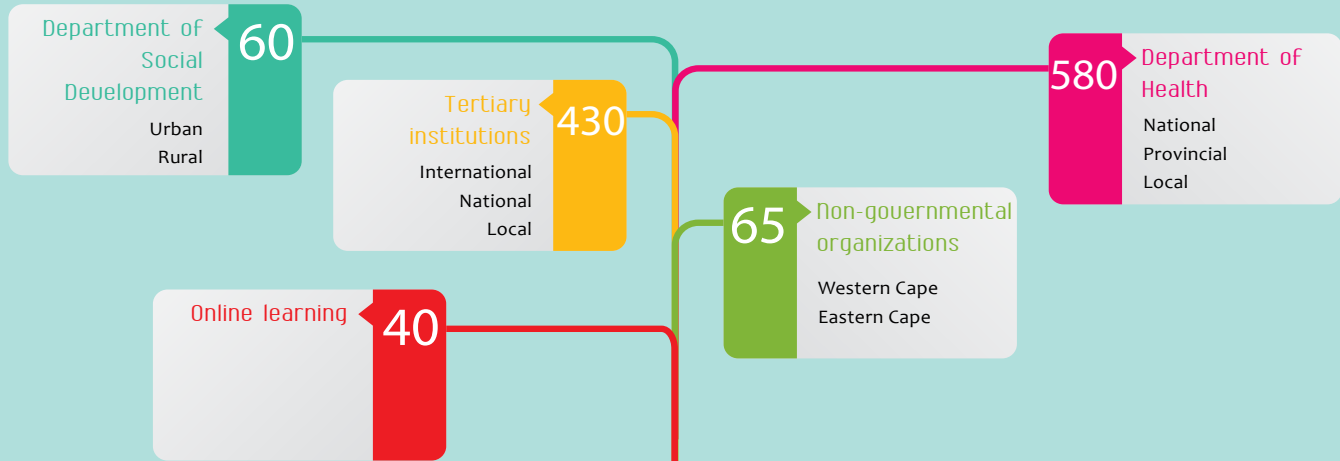 Department of
Social
Development
60
Urban
Rural
Tertiary
institutions
430
International
National
Local
580
Department of
Health
National
Provincial
Local
65
Non-governmental
organizations
Western Cape
Eastern Cape
Online learning
40